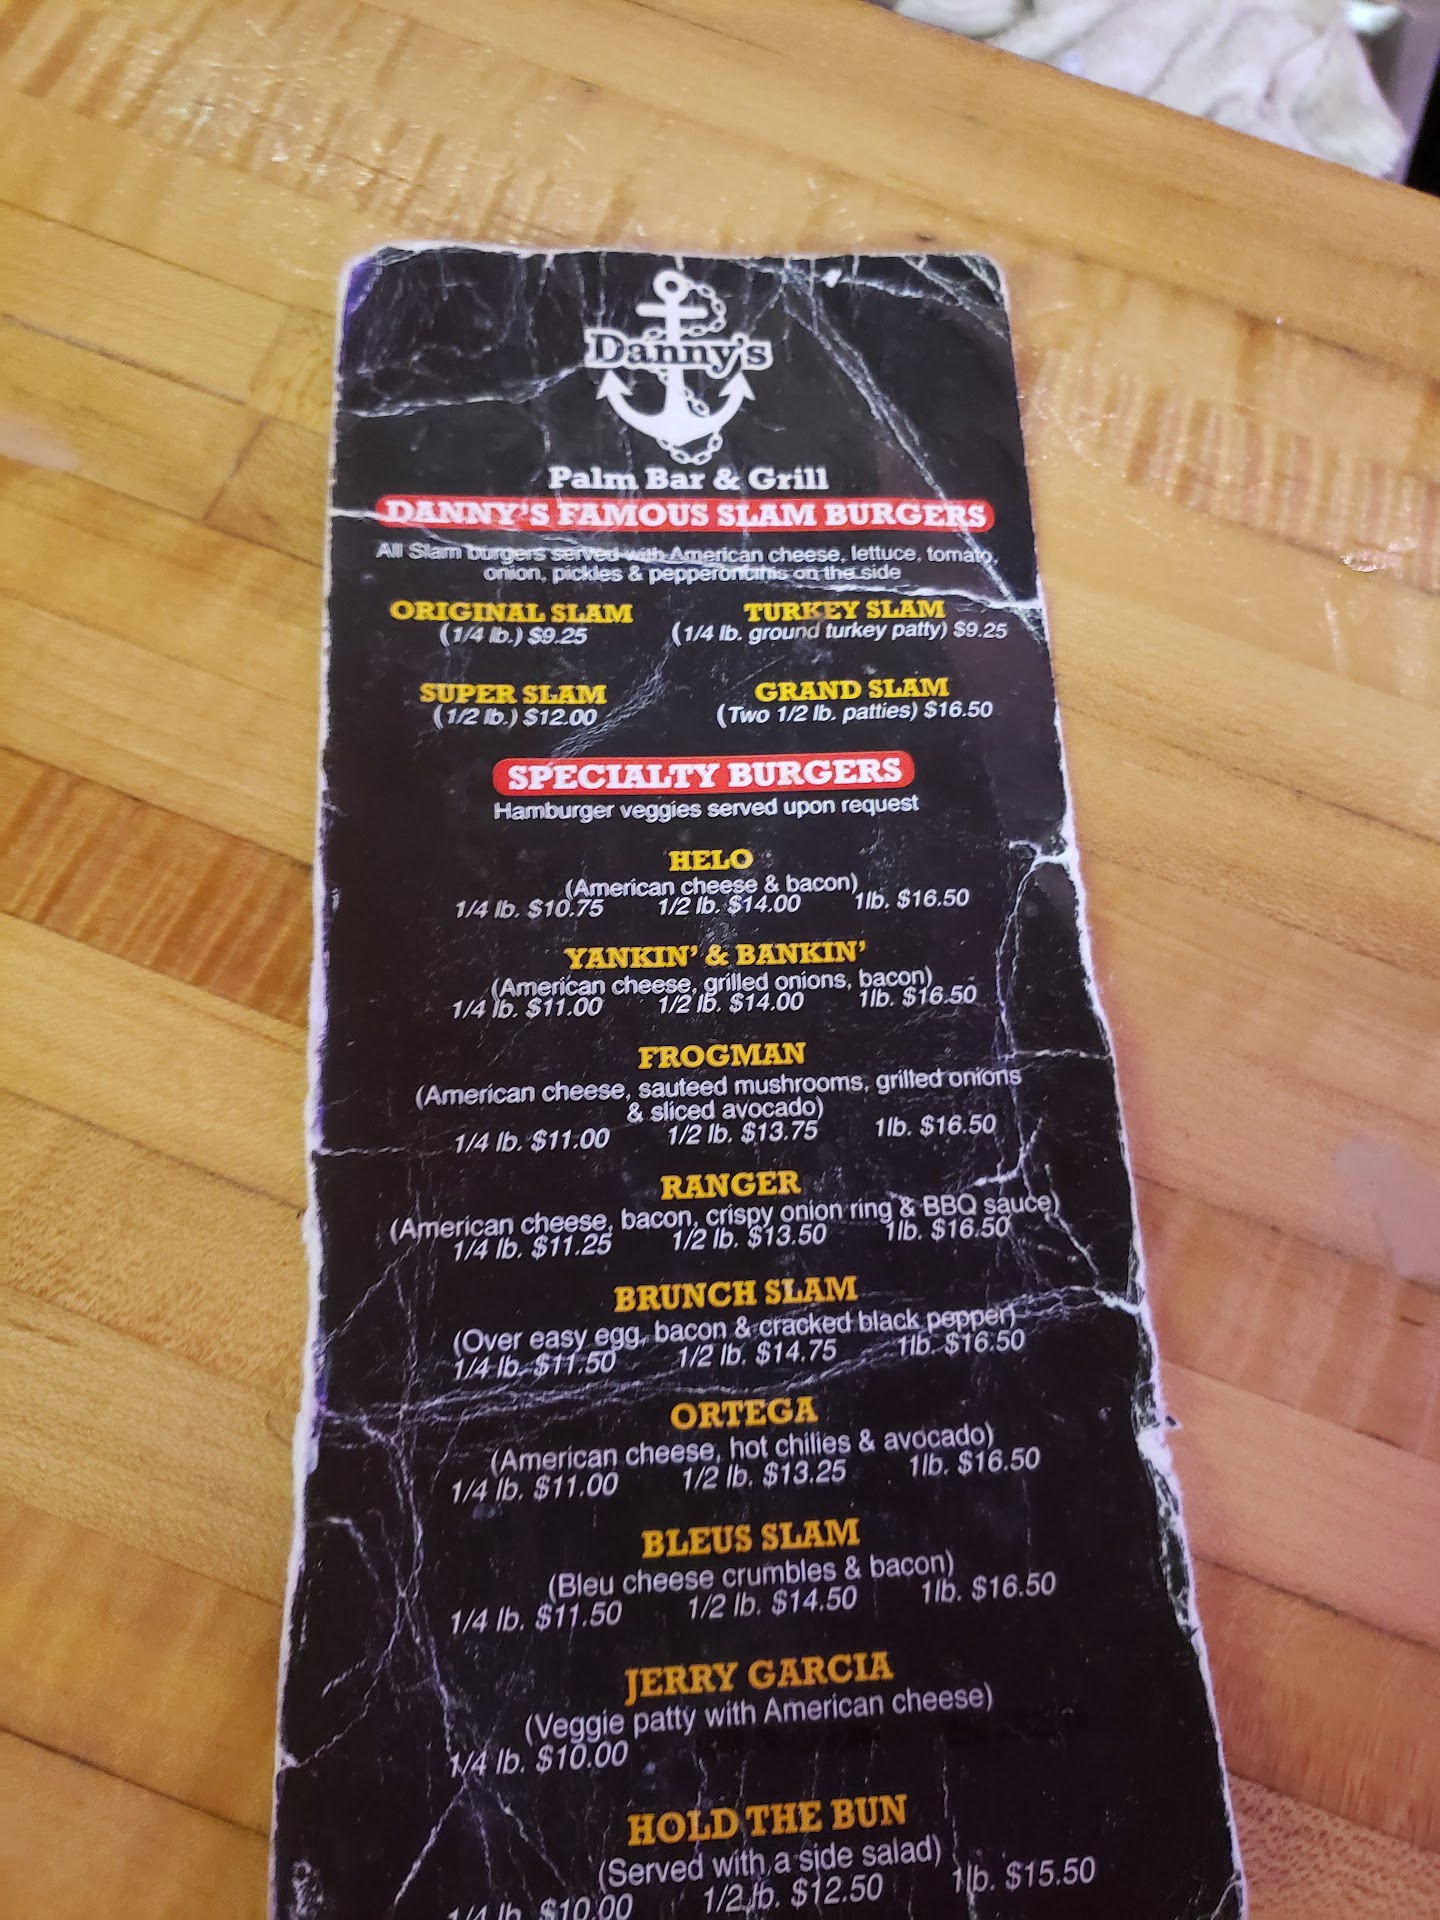 Danny's
Palm Bar & Grill
DANNY'S FAMOUS SLAM BURGERS
All Slam burgers served with American cheese, lettuce, tomato,
onion, pickles & pepperoncinis on the side
ORIGINAL SLAM
(1/4 lb.) $9.25
TURKEY SLAM
(1/4 lb. ground turkey patty) $9.25
SUPER SLAM
(1/2 lb.) $12.00
GRAND SLAM
(Two 1/2 lb. patties) $16.50
SPECIALTY BURGERS
Hamburger veggies served upon request
HELO
(American cheese & bacon)
1/4 lb. $10.75 1/2 lb. $14.00 1lb. $16.50
YANKIN' & BANKIN'
(American cheese, grilled onions, bacon)
1/4 lb. $11.00 1/2 lb. $14.00 1lb. $16.50
FROGMAN
(American cheese, sauteed mushrooms, grilled onions
& sliced avocado)
1/4 lb. $11.00 1/2 lb. $13.75 1lb. $16.50
RANGER
(American cheese, bacon, crispy onion ring & BBQ sauce)
1/4 lb. $11.25 1/2 lb. $13.50 1lb. $16.50
BRUNCH SLAM
(Over easy egg, bacon & cracked black pepper)
1/4 lb. $11.50 1/2 lb. $14.75 1lb. $16.50
ORTEGA
(American cheese, hot chilies & avocado)
1/4 lb. $11.00 1/2 lb. $13.25 1lb. $16.50
BLEUS SLAM
(Bleu cheese crumbles & bacon)
1/4 lb. $11.50 1/2 lb. $14.50 1lb. $16.50
JERRY GARCIA
(Veggie patty with American cheese)
1/4 lb. $10.00
HOLD THE BUN
(Served with a side salad)
1/4 lb. $10.00 1/2 lb. $12.50 1lb. $15.50